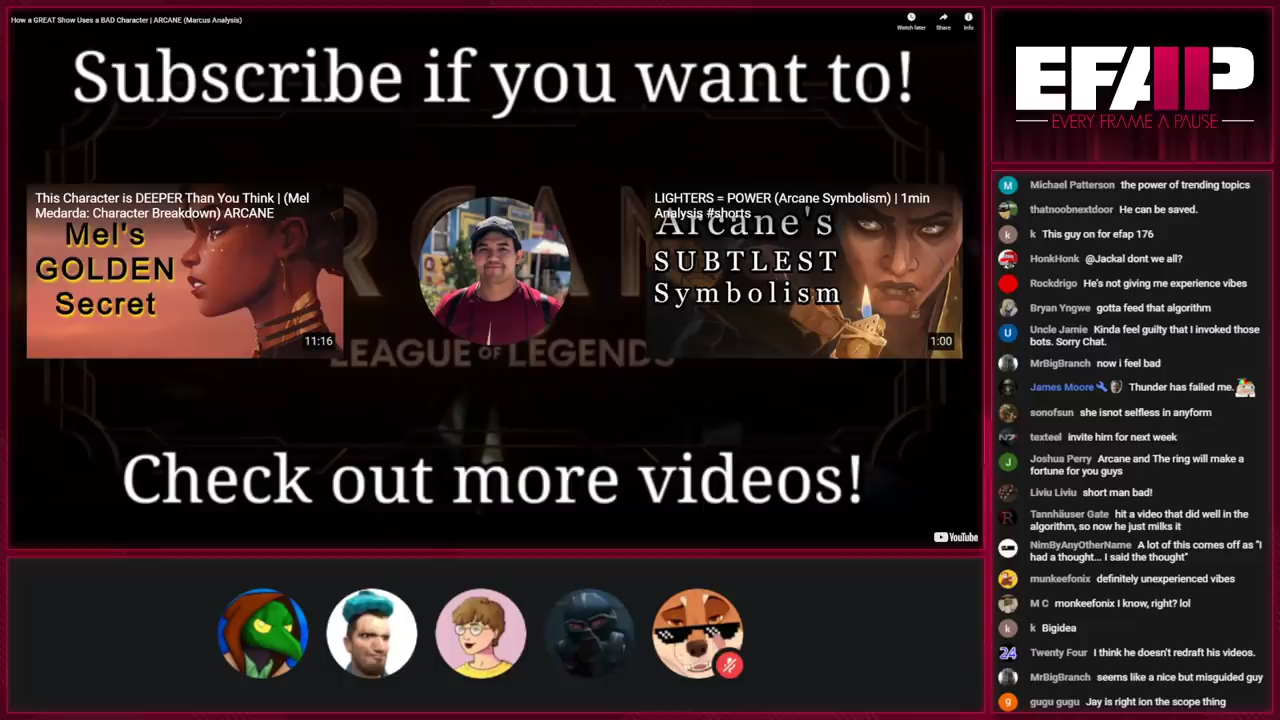 How a GREAT Show Uses a BAD Character | ARCANE (Marcus Analysis)
Watch later
Share
Info
Subscribe if you want to!
This Character is DEEPER Than You Think | (Mel
Medarda: Character Breakdown) ARCANE
Mel's
GOLDEN
Secret
11:16
LIGHTERS = POWER (Arcane Symbolism) | 1min
Analysis #shorts
Arcane's
SUBTLEST
Symbolism
1:00
LEAGUE OF LEGENDS
Check out more videos!
YouTube
EFAP
EVERY FRAME A PAUSE
M
Michael Patterson the power of trending topics
thatnoobnextdoor He can be saved.
k
k This guy on for efap 176
HonkHonk @Jackal dont we all?
Rockdrigo He's not giving me experience vibes
Bryan Yngwe gotta feed that algorithm
U
Uncle Jamie Kinda feel guilty that I invoked those
bots. Sorry Chat.
MrBigBranch now i feel bad
James Moore Thunder has failed me.
sonofsun she isnot selfless in anyform
N7
texteel invite him for next week
J
Joshua Perry Arcane and The ring will make a
fortune for you guys
Liviu Liviu short man bad!
R
Tannhäuser Gate hit a video that did well in the
algorithm, so now he just milks it
NimByAnyOtherName A lot of this comes off as "I
had a thought... I said the thought"
munkeefonix definitely unexperienced vibes
M C monkeefonix I know, right? lol
k
k Bigidea
24
Twenty Four I think he doesn't redraft his videos.
MrBigBranch seems like a nice but misguided guy
g
gugu gugu Jay is right ion the scope thing